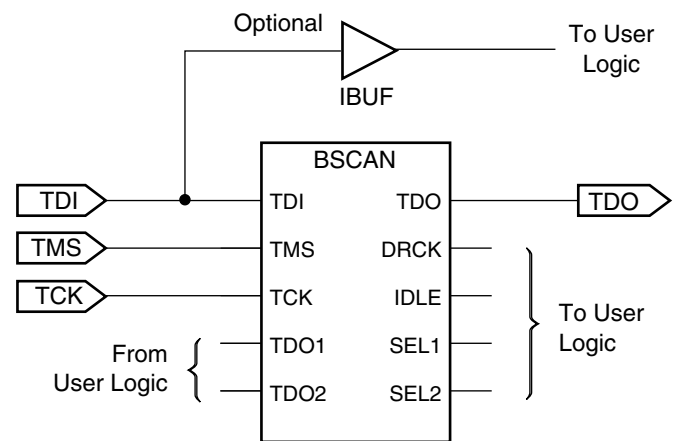 Optional
To User
Logic
IBUF
BSCAN
TDI TDI TDO TDO
TMS TMS DRCK
TCK TCK IDLE
From
User Logic
TDO1 SEL1
TDO2 SEL2
To User
Logic